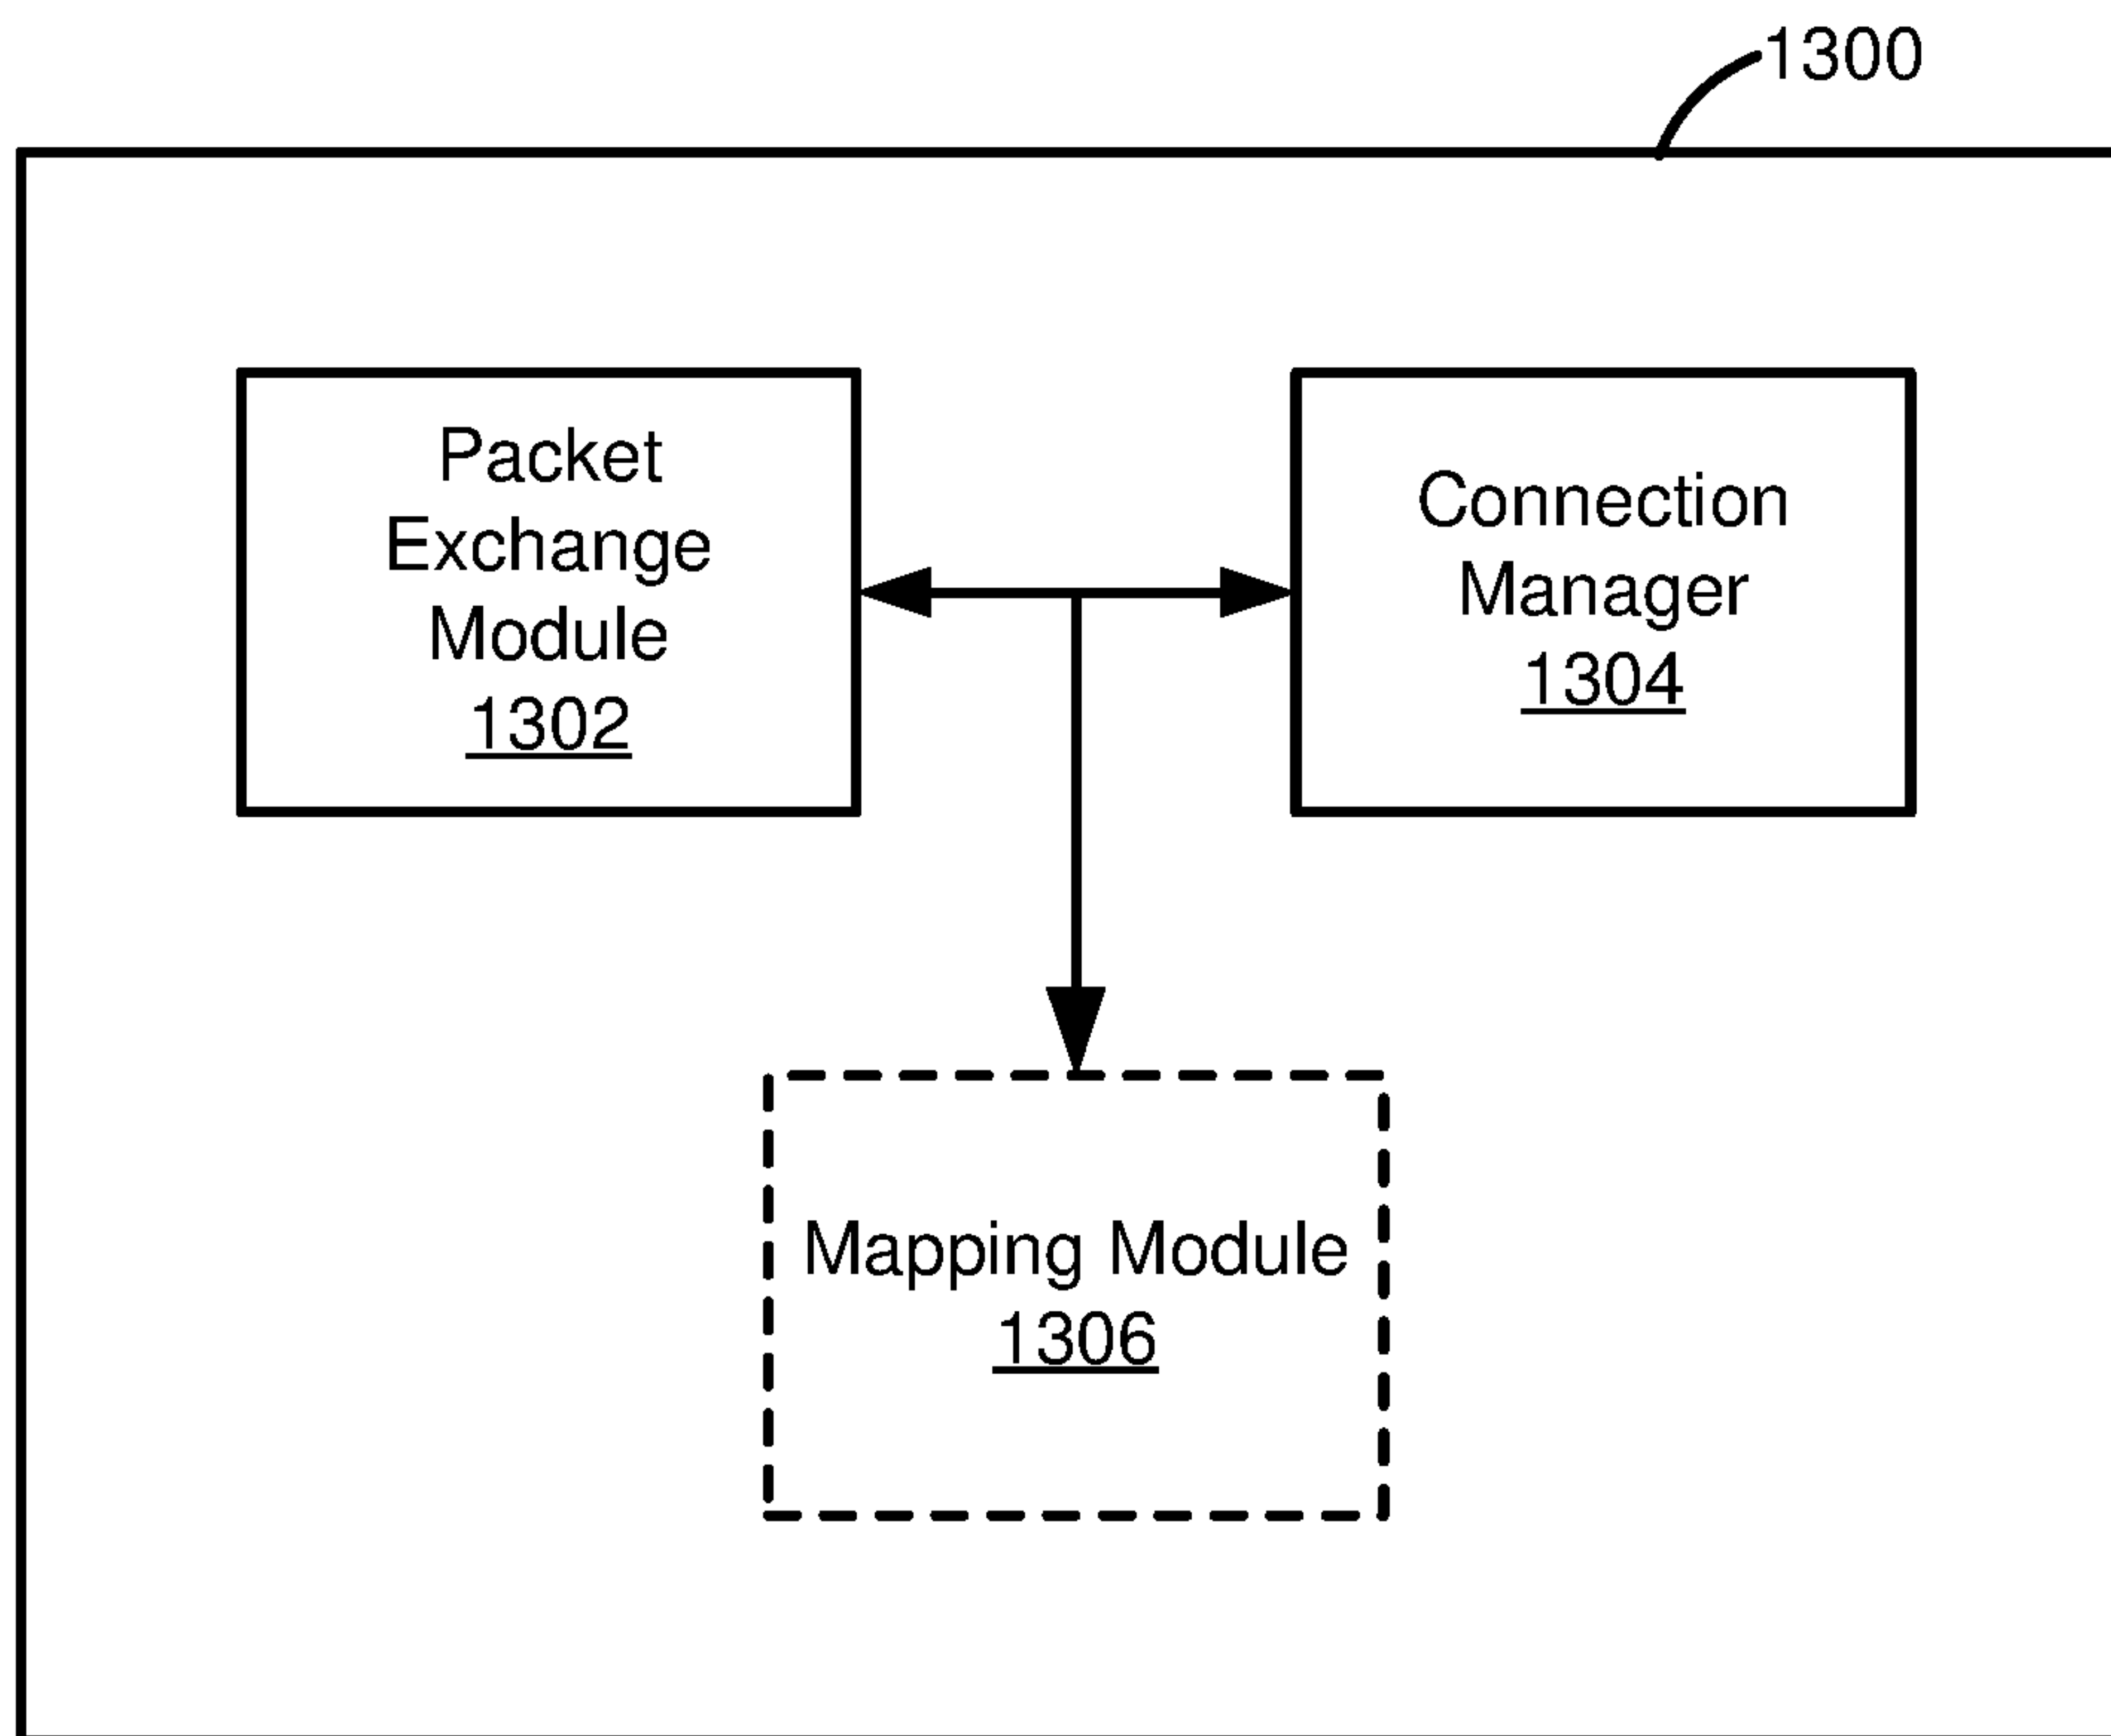 1300
Packet
Exchange
Module
1302
Connection
Manager
1304
Mapping Module
1306